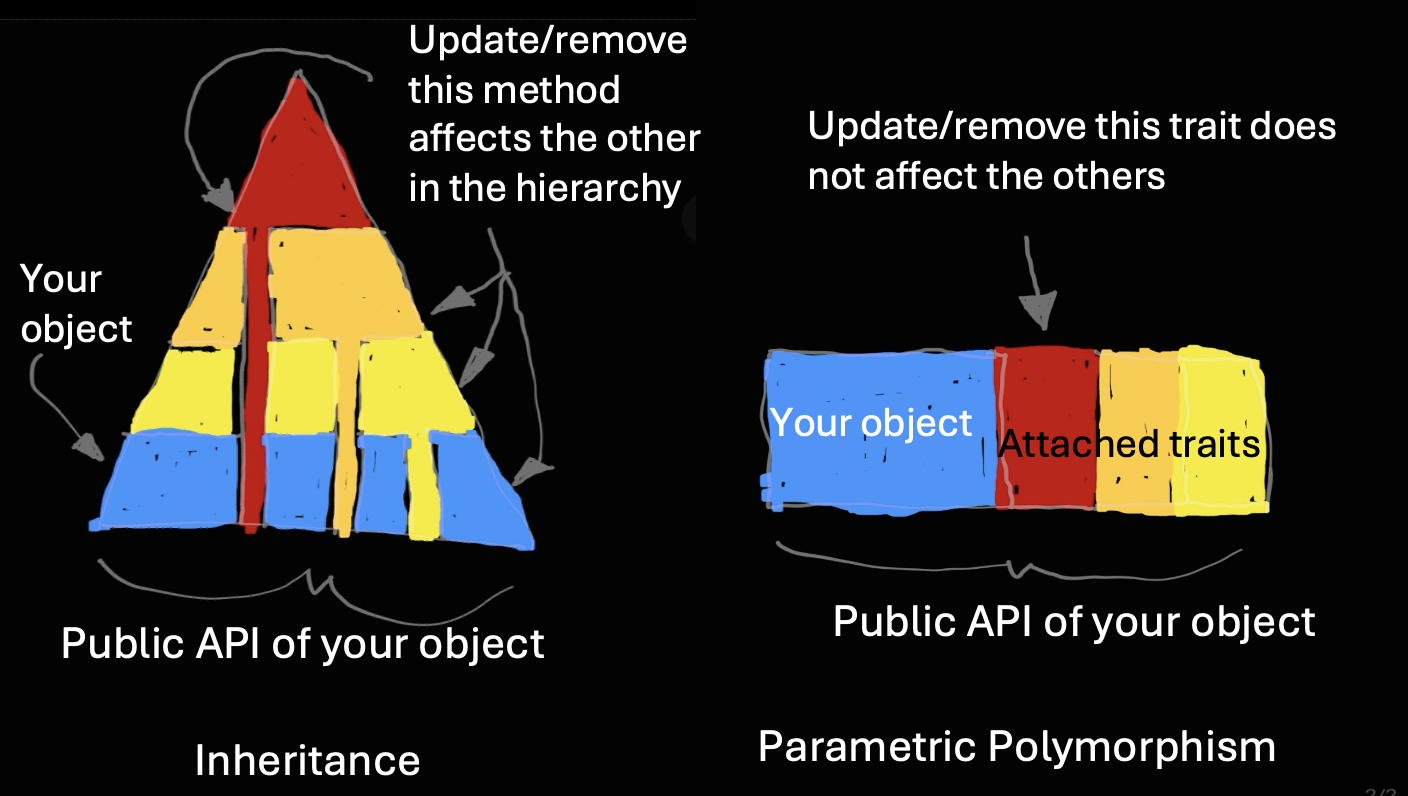 Update/remove
this method
affects the other
in the hierarchy
Your
object
Public API of your object
Inheritance
Update/remove this trait does
not affect the others
Your object
Attached traits
Public API of your object
Parametric Polymorphism
2/2